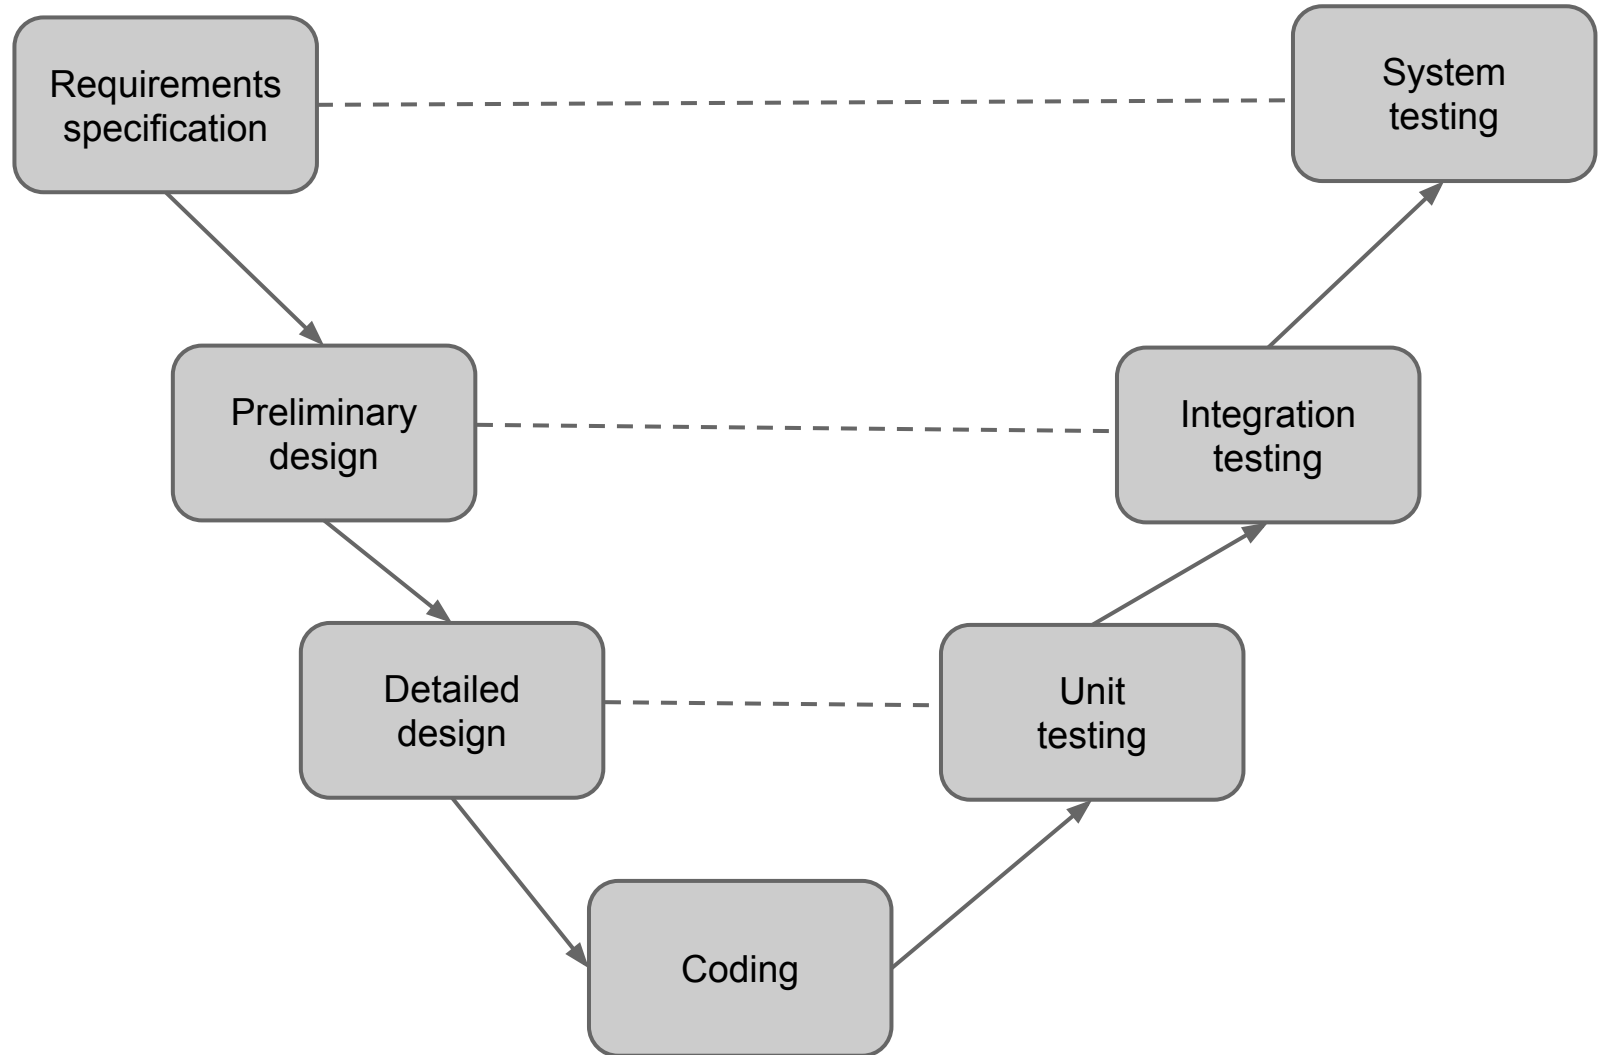 Requirements
specification
System
testing
Preliminary
design
Integration
testing
Detailed
design
Unit
testing
Coding